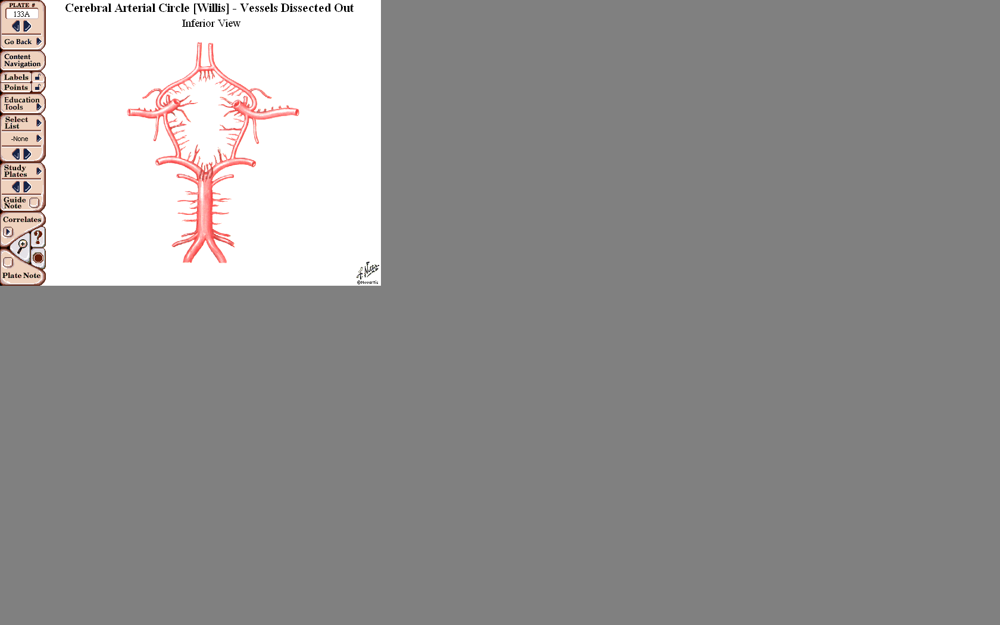 PLATE #
133A
Go Back
Content
Navigation
Labels
Points
Education
Tools
Select
List
-None
Study
Plates
Guide
Note
Correlates
?
Plate Note
Cerebral Arterial Circle [Willis] - Vessels Dissected Out
Inferior View
F. Netter
©Novartis